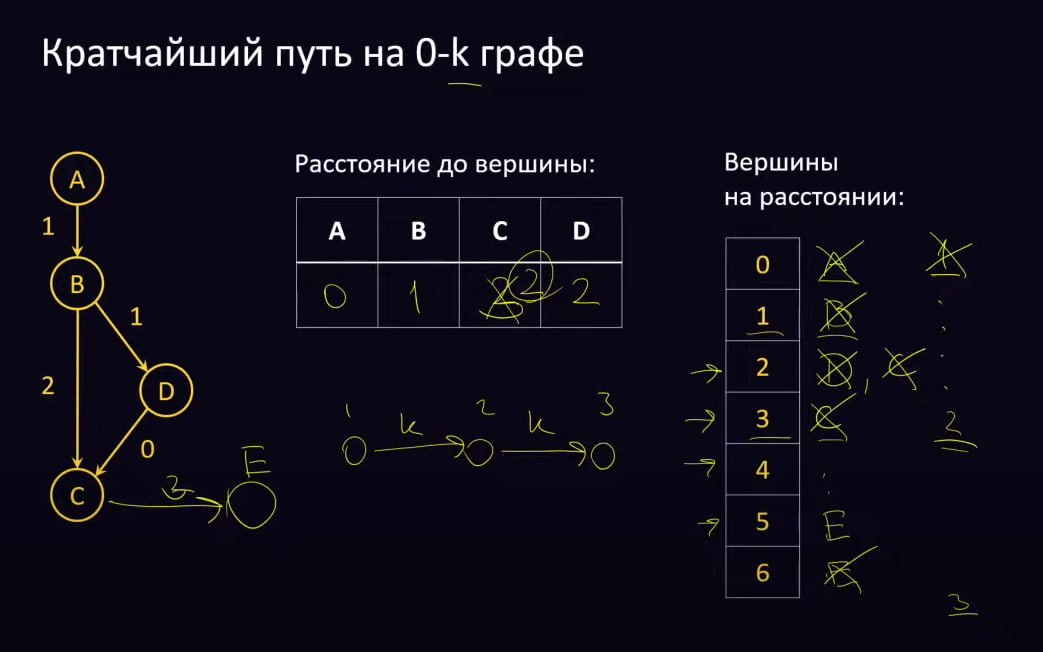 Кратчайший путь на 0-k графе
Расстояние до вершины:
Вершины
на расстоянии:
A
1
B
1
2
D
0
C
3
E
A B C D
0 1 2 2
1 k 2 k 3
0 A 1
1 B
2 D, C
3 C 2
4
5 E
6
3